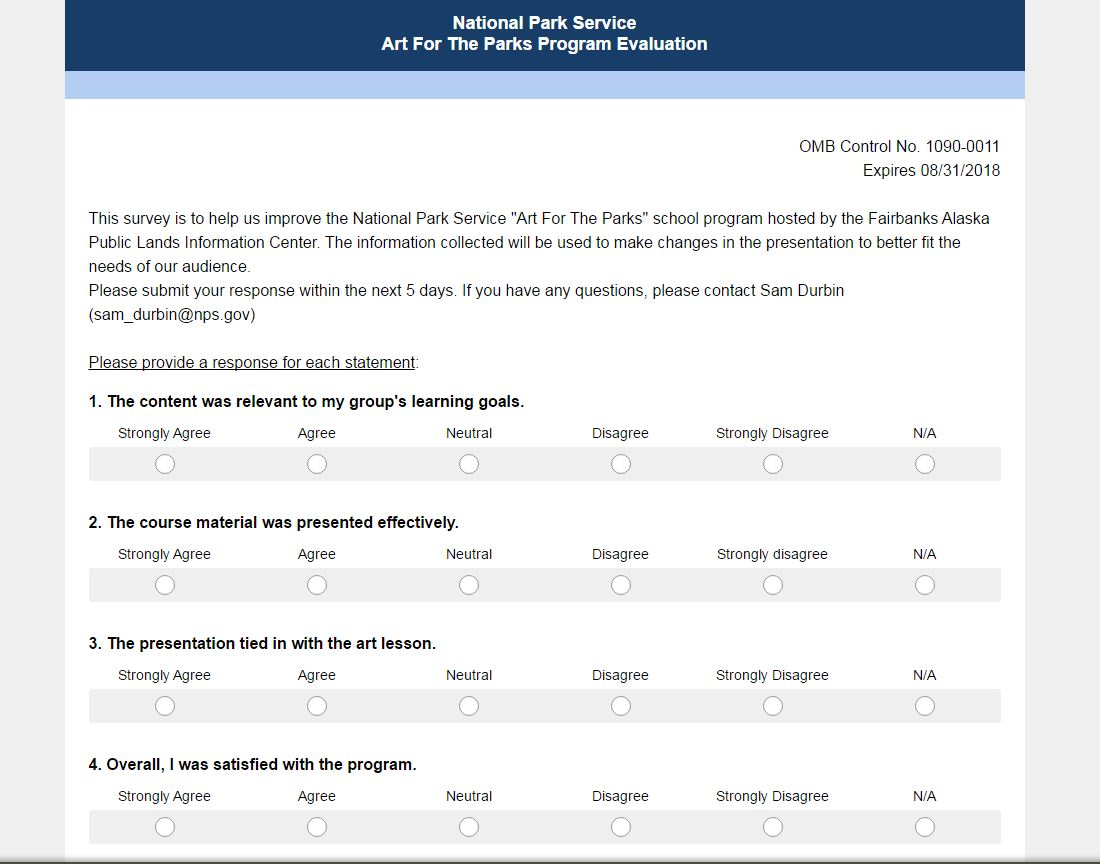 National Park Service
Art For The Parks Program Evaluation
OMB Control No. 1090-0011
Expires 08/31/2018
This survey is to help us improve the National Park Service "Art For The Parks" school program hosted by the Fairbanks Alaska
Public Lands Information Center. The information collected will be used to make changes in the presentation to better fit the
needs of our audience.
Please submit your response within the next 5 days. If you have any questions, please contact Sam Durbin
(sam_durbin@nps.gov)
Please provide a response for each statement:
1. The content was relevant to my group's learning goals.
Strongly Agree Agree Neutral Disagree Strongly Disagree N/A
2. The course material was presented effectively.
Strongly Agree Agree Neutral Disagree Strongly disagree N/A
3. The presentation tied in with the art lesson.
Strongly Agree Agree Neutral Disagree Strongly Disagree N/A
4. Overall, I was satisfied with the program.
Strongly Agree Agree Neutral Disagree Strongly Disagree N/A